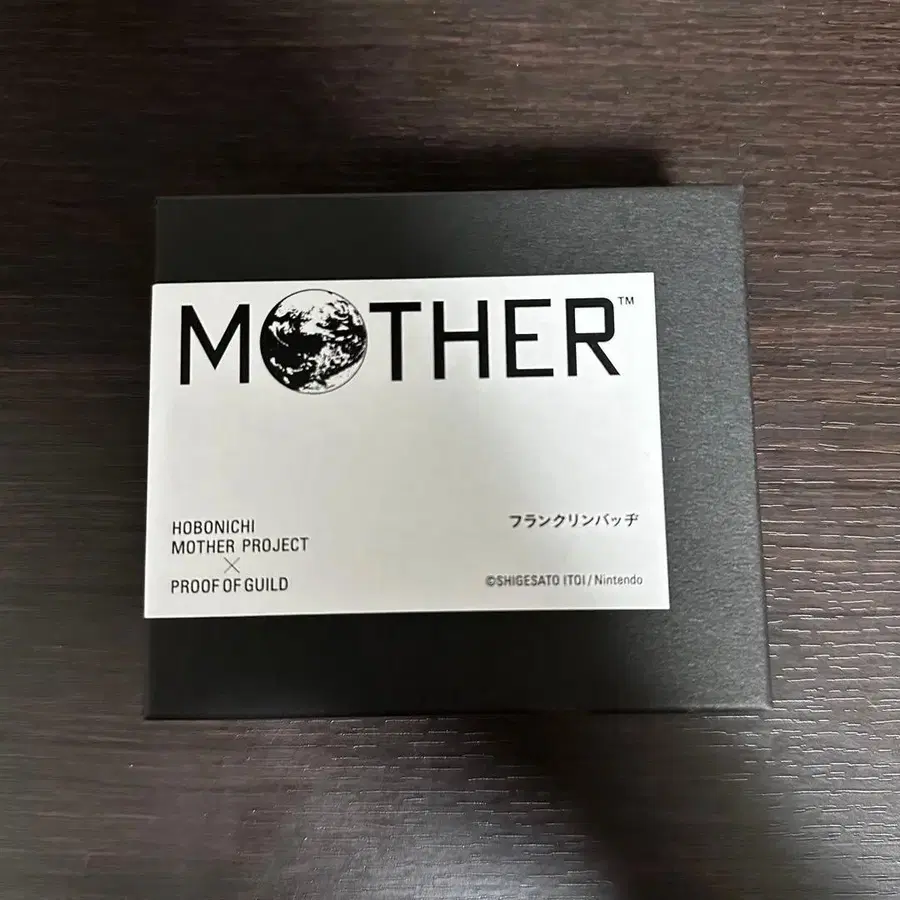 MOTHER™
HOBONICHI
MOTHER PROJECT
×
PROOF OF GUILD
フランクリンバッヂ
©SHIGESATO ITOI / Nintendo